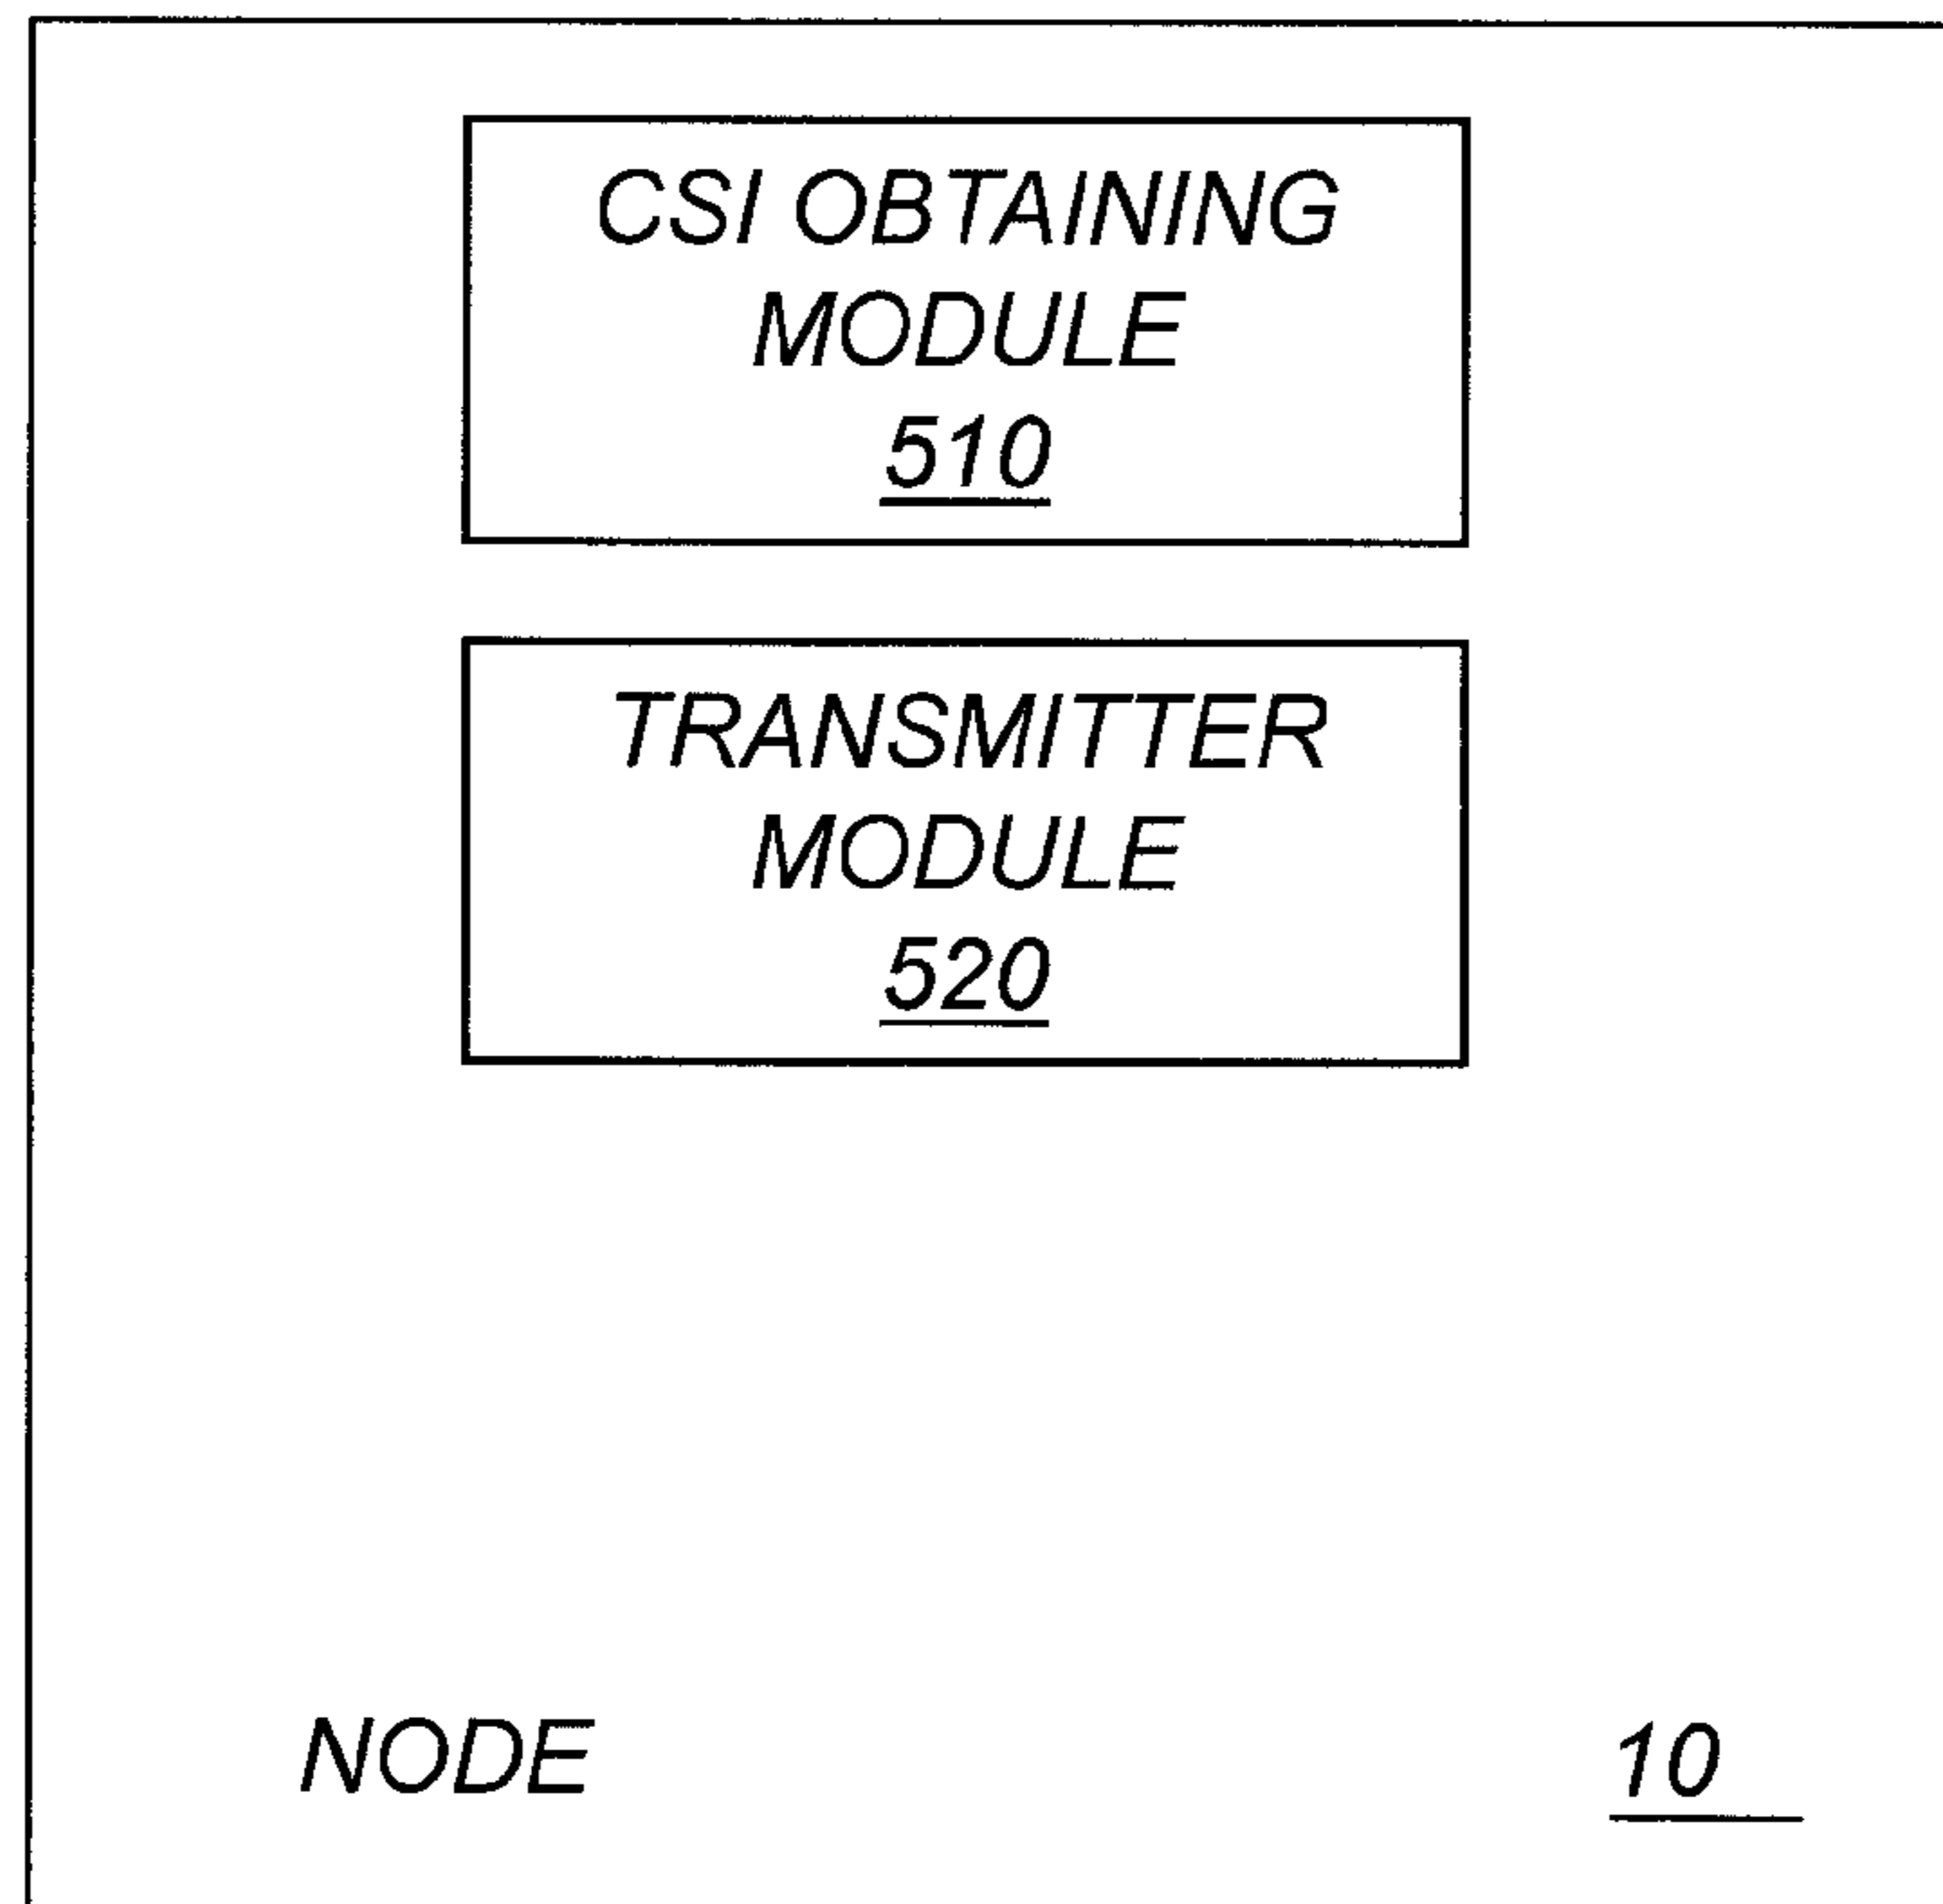 CSI OBTAINING
MODULE
510
TRANSMITTER
MODULE
520
NODE 10